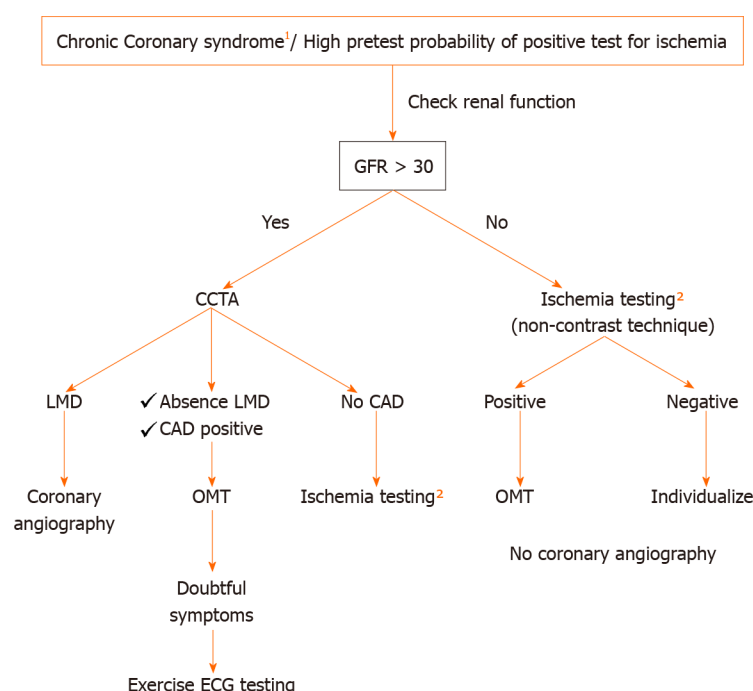 Chronic Coronary syndrome¹/ High pretest probability of positive test for ischemia
Check renal function
GFR > 30
Yes
No
CCTA
Ischemia testing²
(non-contrast technique)
LMD
✓ Absence LMD
✓ CAD positive
No CAD
Positive
Negative
Coronary
angiography
OMT
Ischemia testing²
OMT
Individualize
No coronary angiography
Doubtful
symptoms
Exercise ECG testing